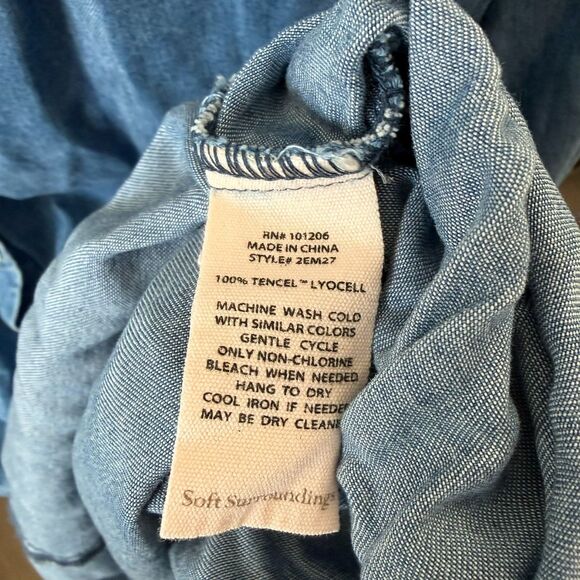 RN# 101206
MADE IN CHINA
STYLE# 2EM27
100% TENCEL™ LYOCELL
MACHINE WASH COLD
WITH SIMILAR COLORS
GENTLE CYCLE
ONLY NON-CHLORINE
BLEACH WHEN NEEDED
HANG TO DRY
COOL IRON IF NEEDED
MAY BE DRY CLEANE
Soft Surroundings